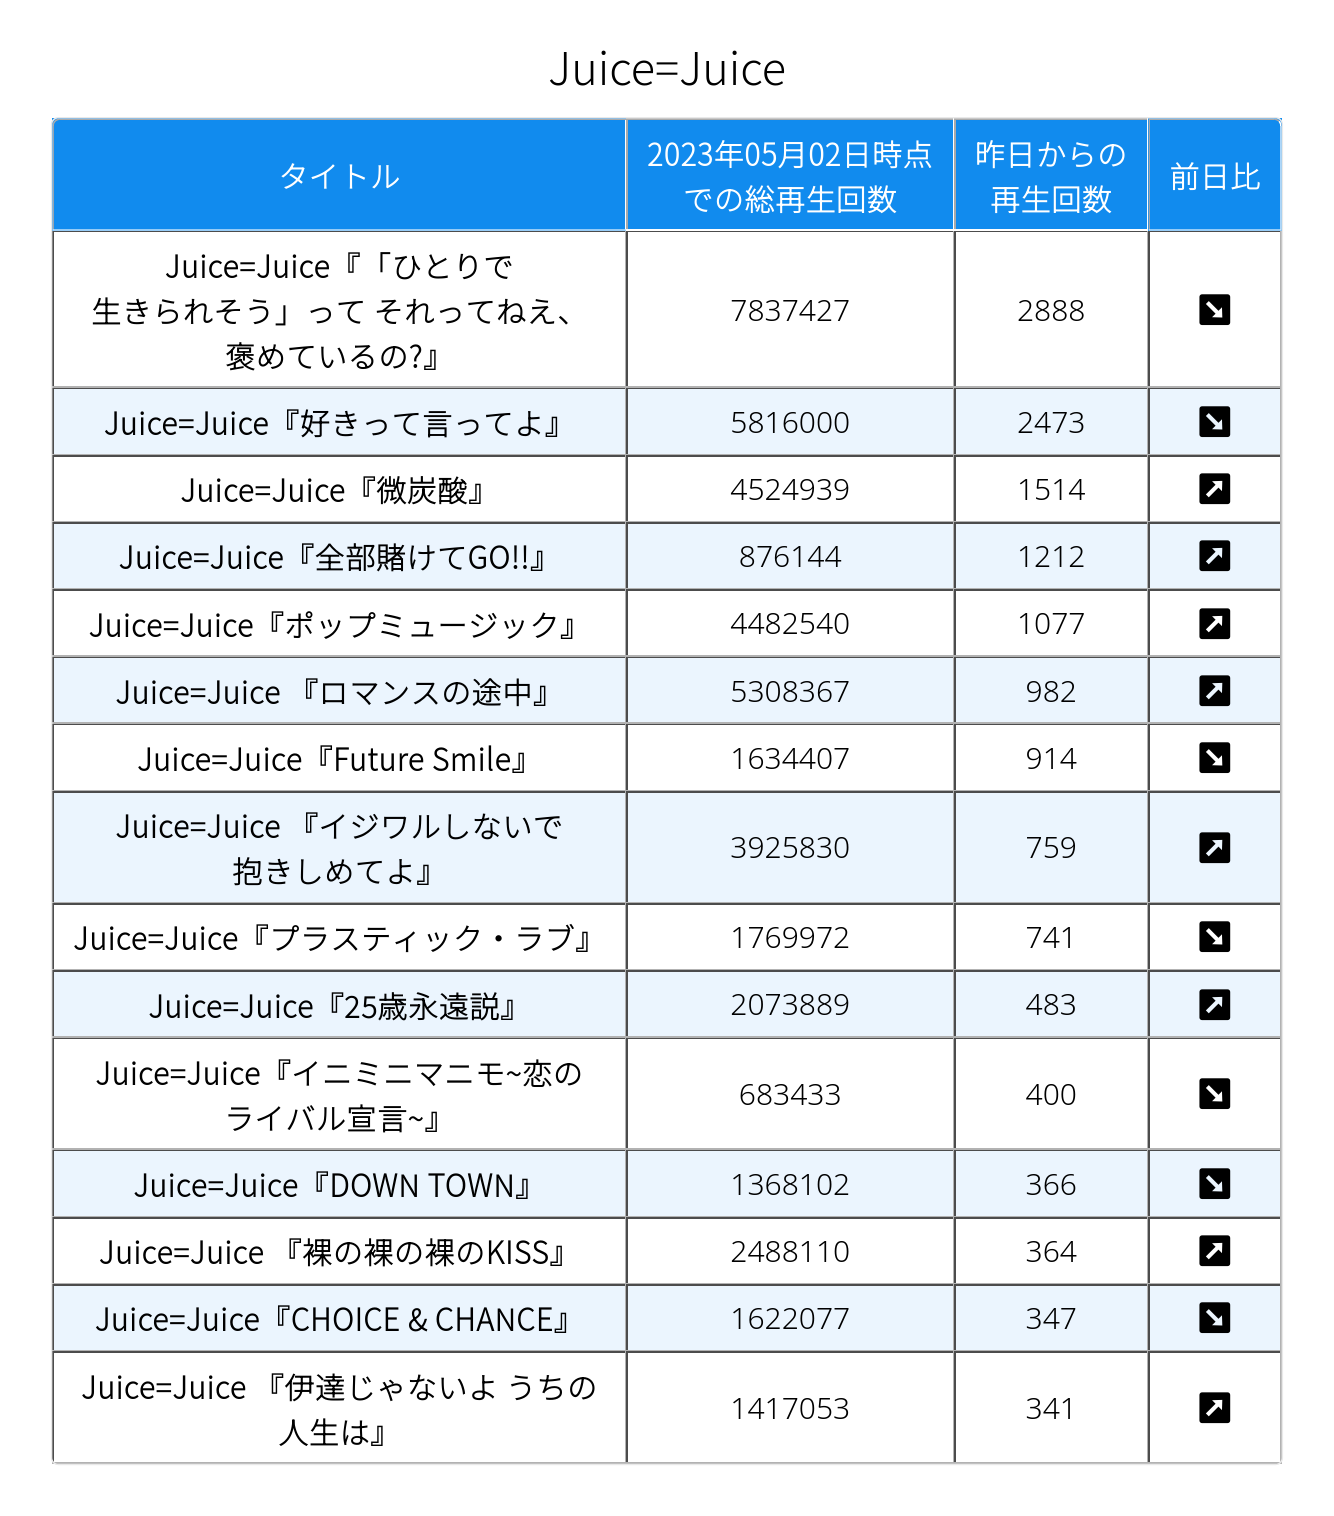 Juice=Juice
タイトル
2023年05月02日時点
での総再生回数
昨日からの
再生回数
前日比
Juice=Juice『「ひとりで
生きられそう」って それってねえ、
褒めているの?』
7837427
2888
Juice=Juice『好きって言ってよ』
5816000
2473
Juice=Juice『微炭酸』
4524939
1514
Juice=Juice『全部賭けてGO!!』
876144
1212
Juice=Juice『ポップミュージック』
4482540
1077
Juice=Juice 『ロマンスの途中』
5308367
982
Juice=Juice『Future Smile』
1634407
914
Juice=Juice 『イジワルしないで
抱きしめてよ』
3925830
759
Juice=Juice『プラスティック・ラブ』
1769972
741
Juice=Juice『25歳永遠説』
2073889
483
Juice=Juice『イニミニマニモ~恋の
ライバル宣言~』
683433
400
Juice=Juice『DOWN TOWN』
1368102
366
Juice=Juice 『裸の裸の裸のKISS』
2488110
364
Juice=Juice『CHOICE & CHANCE』
1622077
347
Juice=Juice 『伊達じゃないよ うちの
人生は』
1417053
341